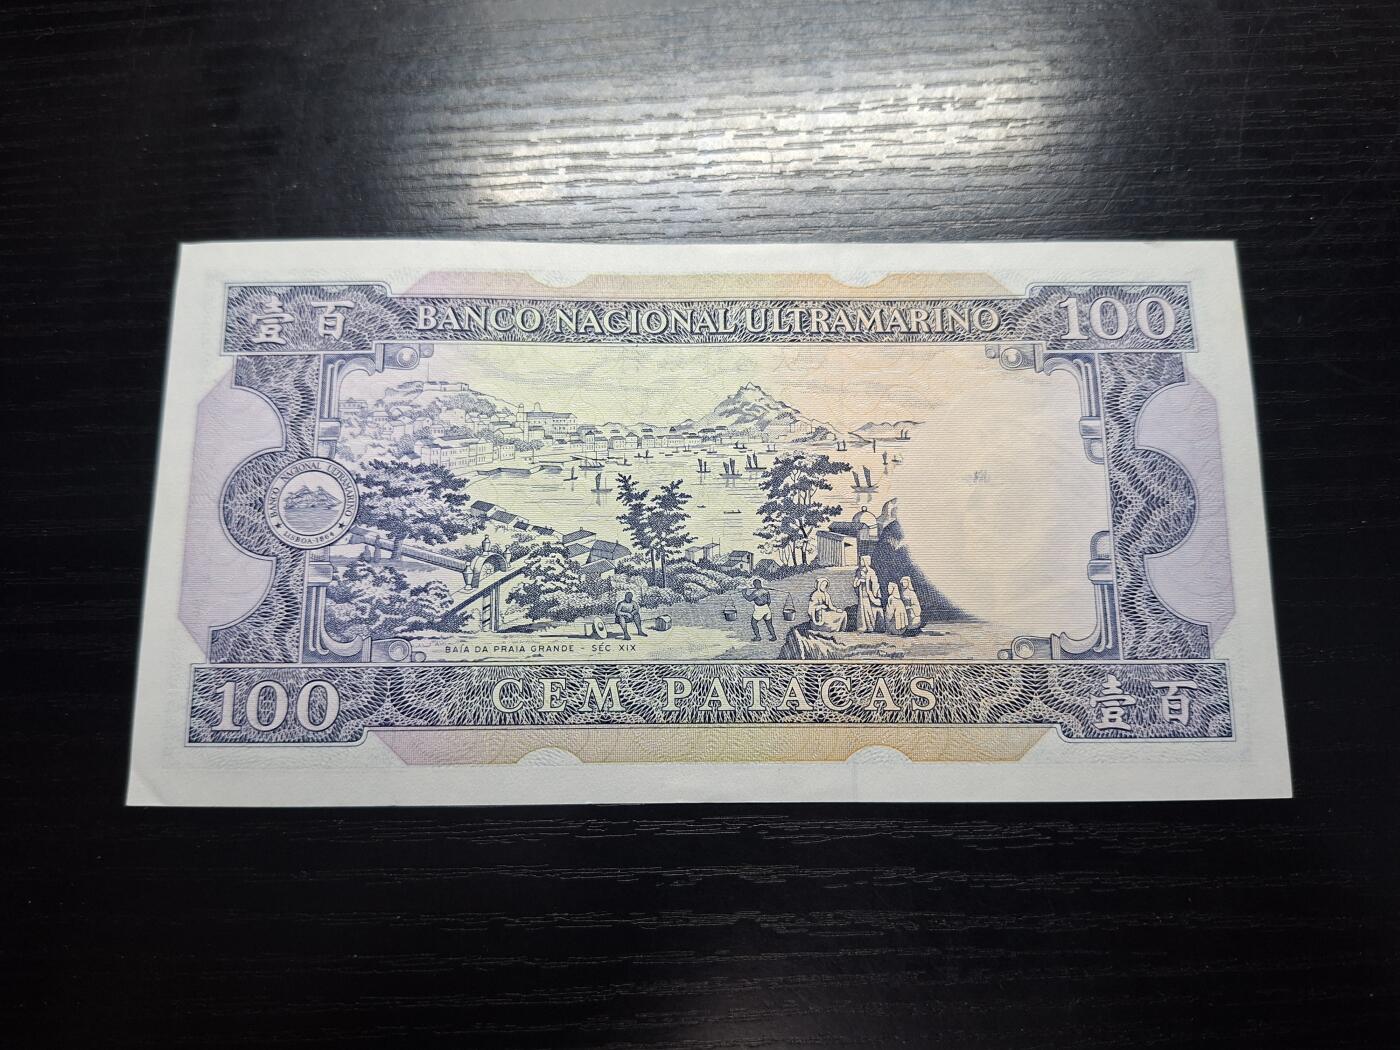 壹百
BANCO NACIONAL ULTRAMARINO
100
BANCO NACIONAL ULTRAMARINO
LISBOA-1864
BAÍA DA PRAIA GRANDE - SÉC XIX
100
CEM PATACAS
壹百